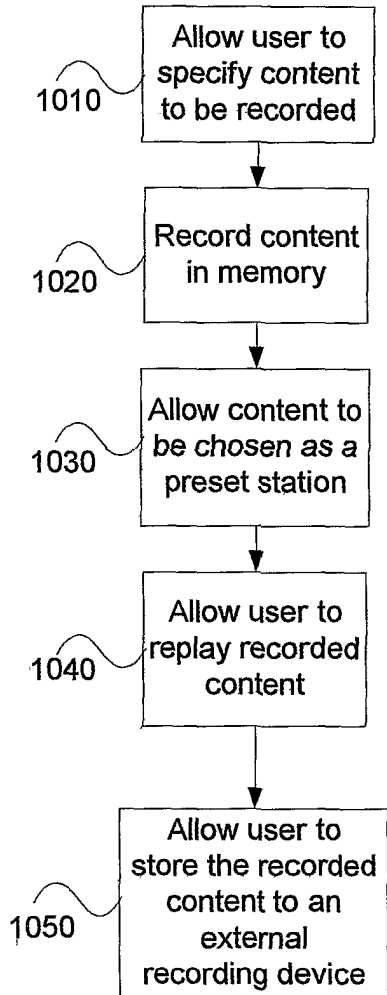 Allow user to
specify content
to be recorded
1010
Record content
in memory
1020
Allow content to
be chosen as a
preset station
1030
Allow user to
replay recorded
content
1040
Allow user to
store the recorded
content to an
external
recording device
1050